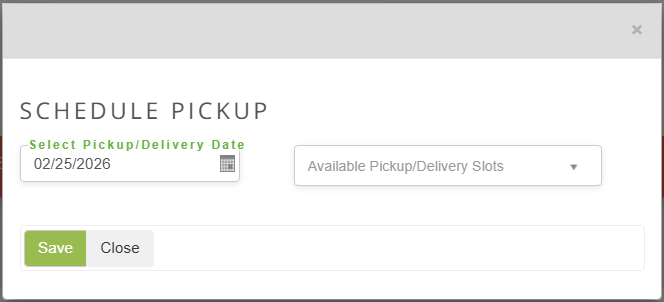 ×
SCHEDULE PICKUP
Select Pickup/Delivery Date
02/25/2026
Available Pickup/Delivery Slots
Save
Close